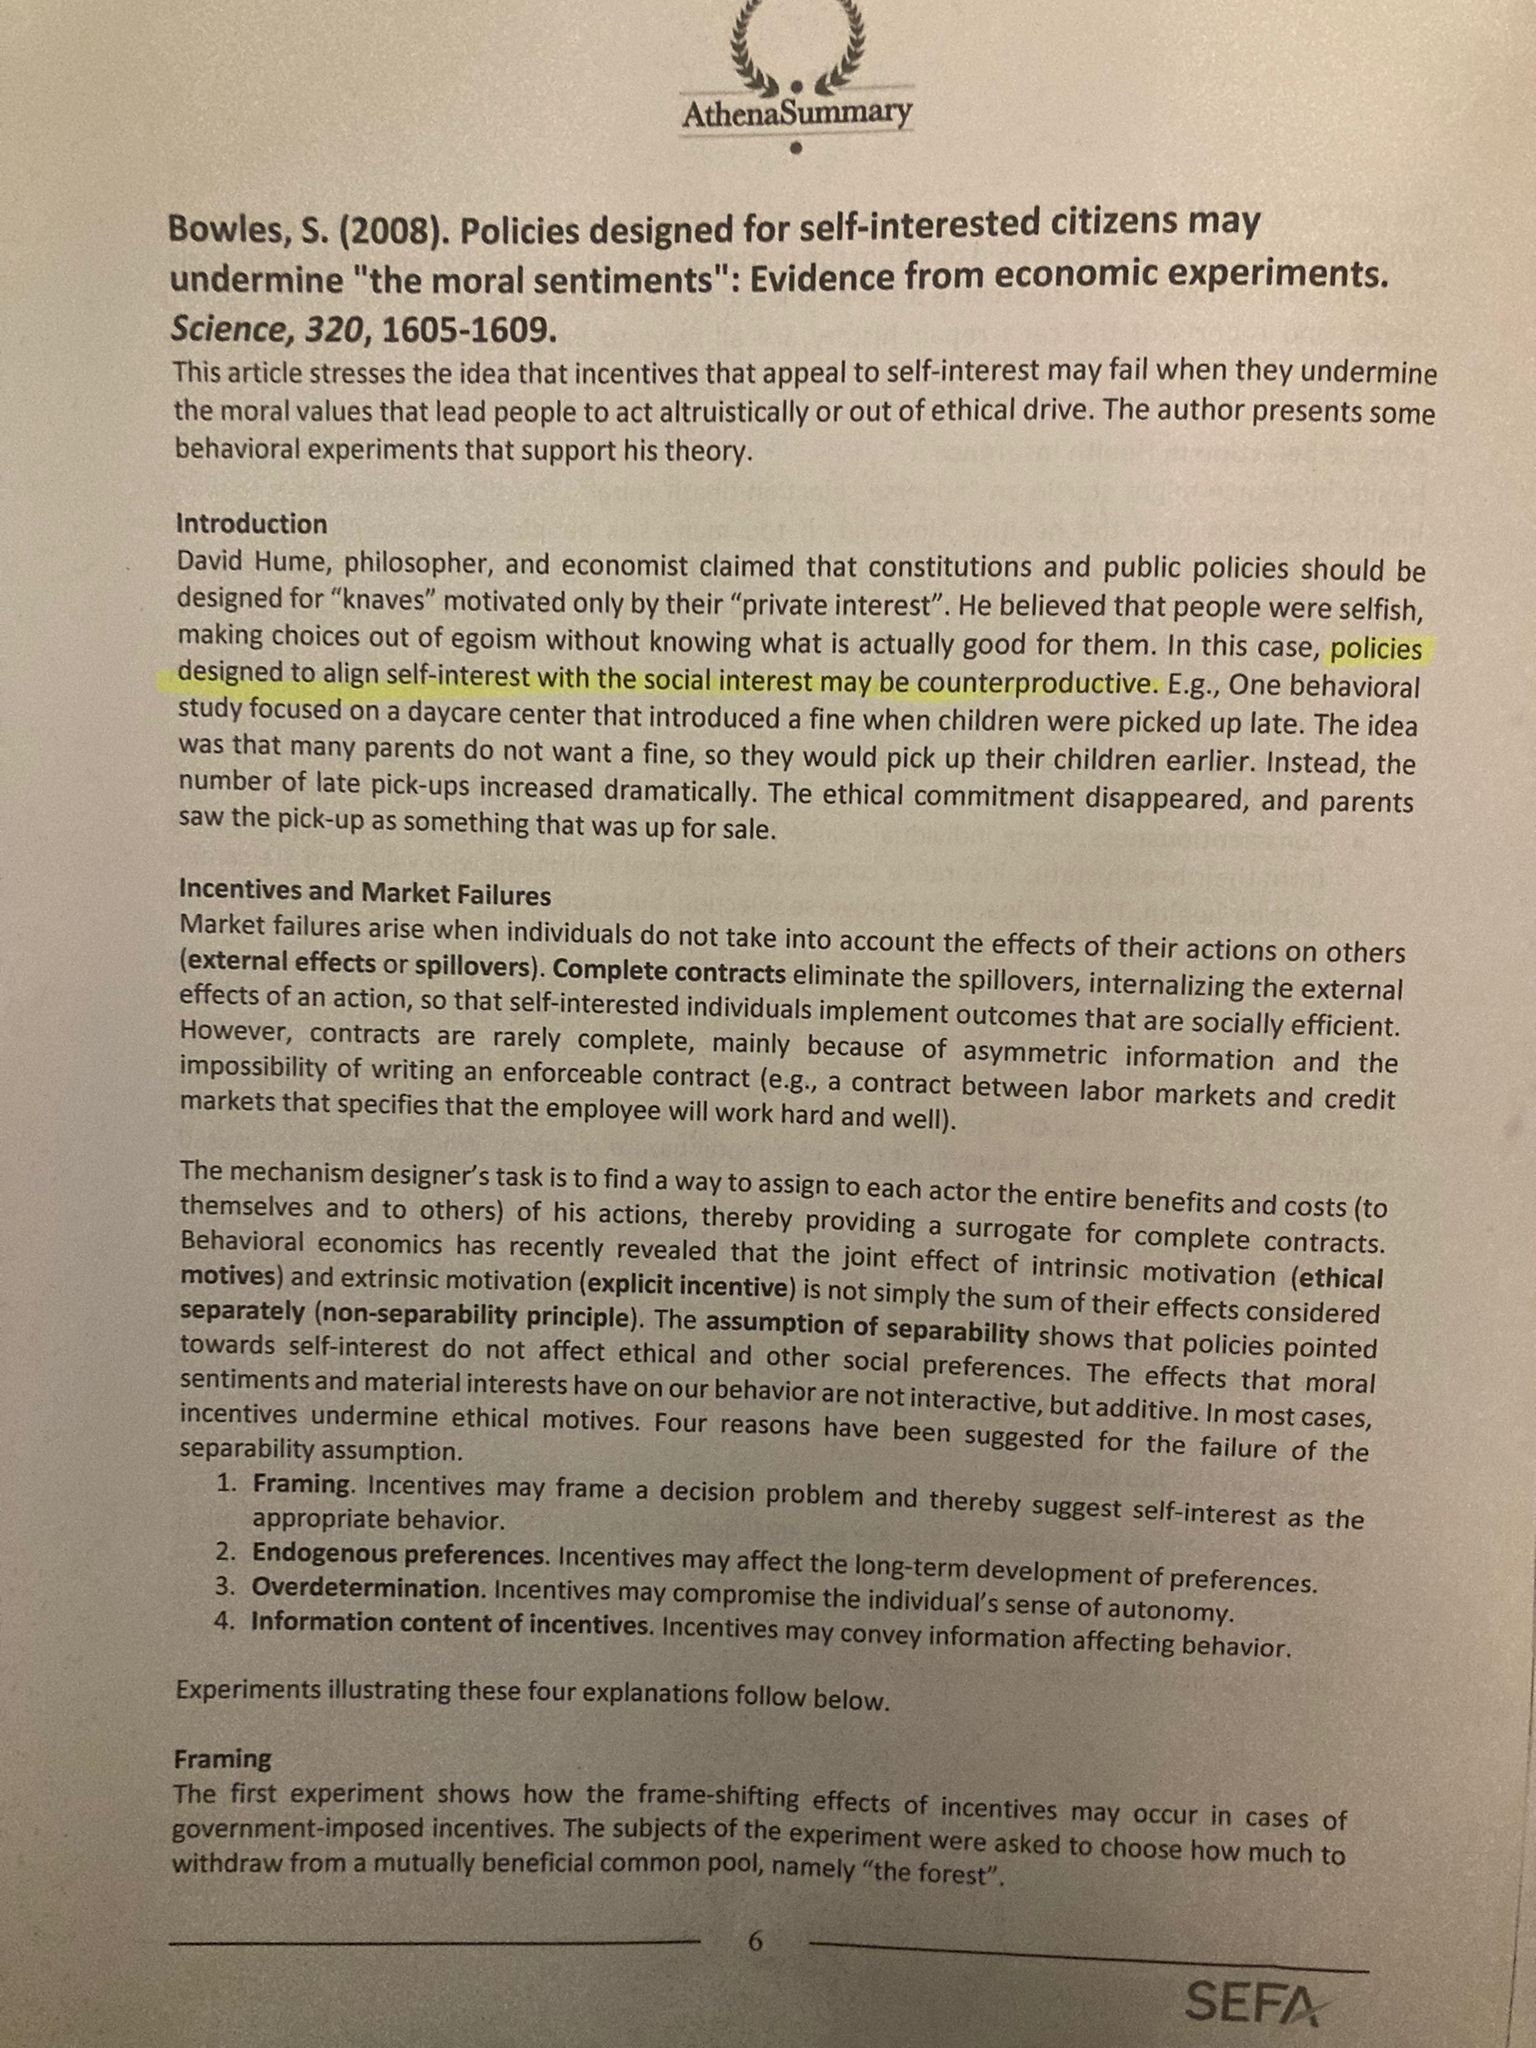 AthenaSummary
Bowles, S. (2008). Policies designed for self-interested citizens may
undermine "the moral sentiments": Evidence from economic experiments.
Science, 320, 1605-1609.
This article stresses the idea that incentives that appeal to self-interest may fail when they undermine
the moral values that lead people to act altruistically or out of ethical drive. The author presents some
behavioral experiments that support his theory.
Introduction
David Hume, philosopher, and economist claimed that constitutions and public policies should be
designed for “knaves” motivated only by their “private interest”. He believed that people were selfish,
making choices out of egoism without knowing what is actually good for them. In this case, policies
designed to align self-interest with the social interest may be counterproductive. E.g., One behavioral
study focused on a daycare center that introduced a fine when children were picked up late. The idea
was that many parents do not want a fine, so they would pick up their children earlier. Instead, the
number of late pick-ups increased dramatically. The ethical commitment disappeared, and parents
saw the pick-up as something that was up for sale.
Incentives and Market Failures
Market failures arise when individuals do not take into account the effects of their actions on others
(external effects or spillovers). Complete contracts eliminate the spillovers, internalizing the external
effects of an action, so that self-interested individuals implement outcomes that are socially efficient.
However, contracts are rarely complete, mainly because of asymmetric information and the
impossibility of writing an enforceable contract (e.g., a contract between labor markets and credit
markets that specifies that the employee will work hard and well).
The mechanism designer’s task is to find a way to assign to each actor the entire benefits and costs (to
themselves and to others) of his actions, thereby providing a surrogate for complete contracts.
Behavioral economics has recently revealed that the joint effect of intrinsic motivation (ethical
motives) and extrinsic motivation (explicit incentive) is not simply the sum of their effects considered
separately (non-separability principle). The assumption of separability shows that policies pointed
towards self-interest do not affect ethical and other social preferences. The effects that moral
sentiments and material interests have on our behavior are not interactive, but additive. In most cases,
incentives undermine ethical motives. Four reasons have been suggested for the failure of the
separability assumption.
1. Framing. Incentives may frame a decision problem and thereby suggest self-interest as the
appropriate behavior.
2. Endogenous preferences. Incentives may affect the long-term development of preferences.
3. Overdetermination. Incentives may compromise the individual’s sense of autonomy.
4. Information content of incentives. Incentives may convey information affecting behavior.
Experiments illustrating these four explanations follow below.
Framing
The first experiment shows how the frame-shifting effects of incentives may occur in cases of
government-imposed incentives. The subjects of the experiment were asked to choose how much to
withdraw from a mutually beneficial common pool, namely “the forest”.
6
SEFA